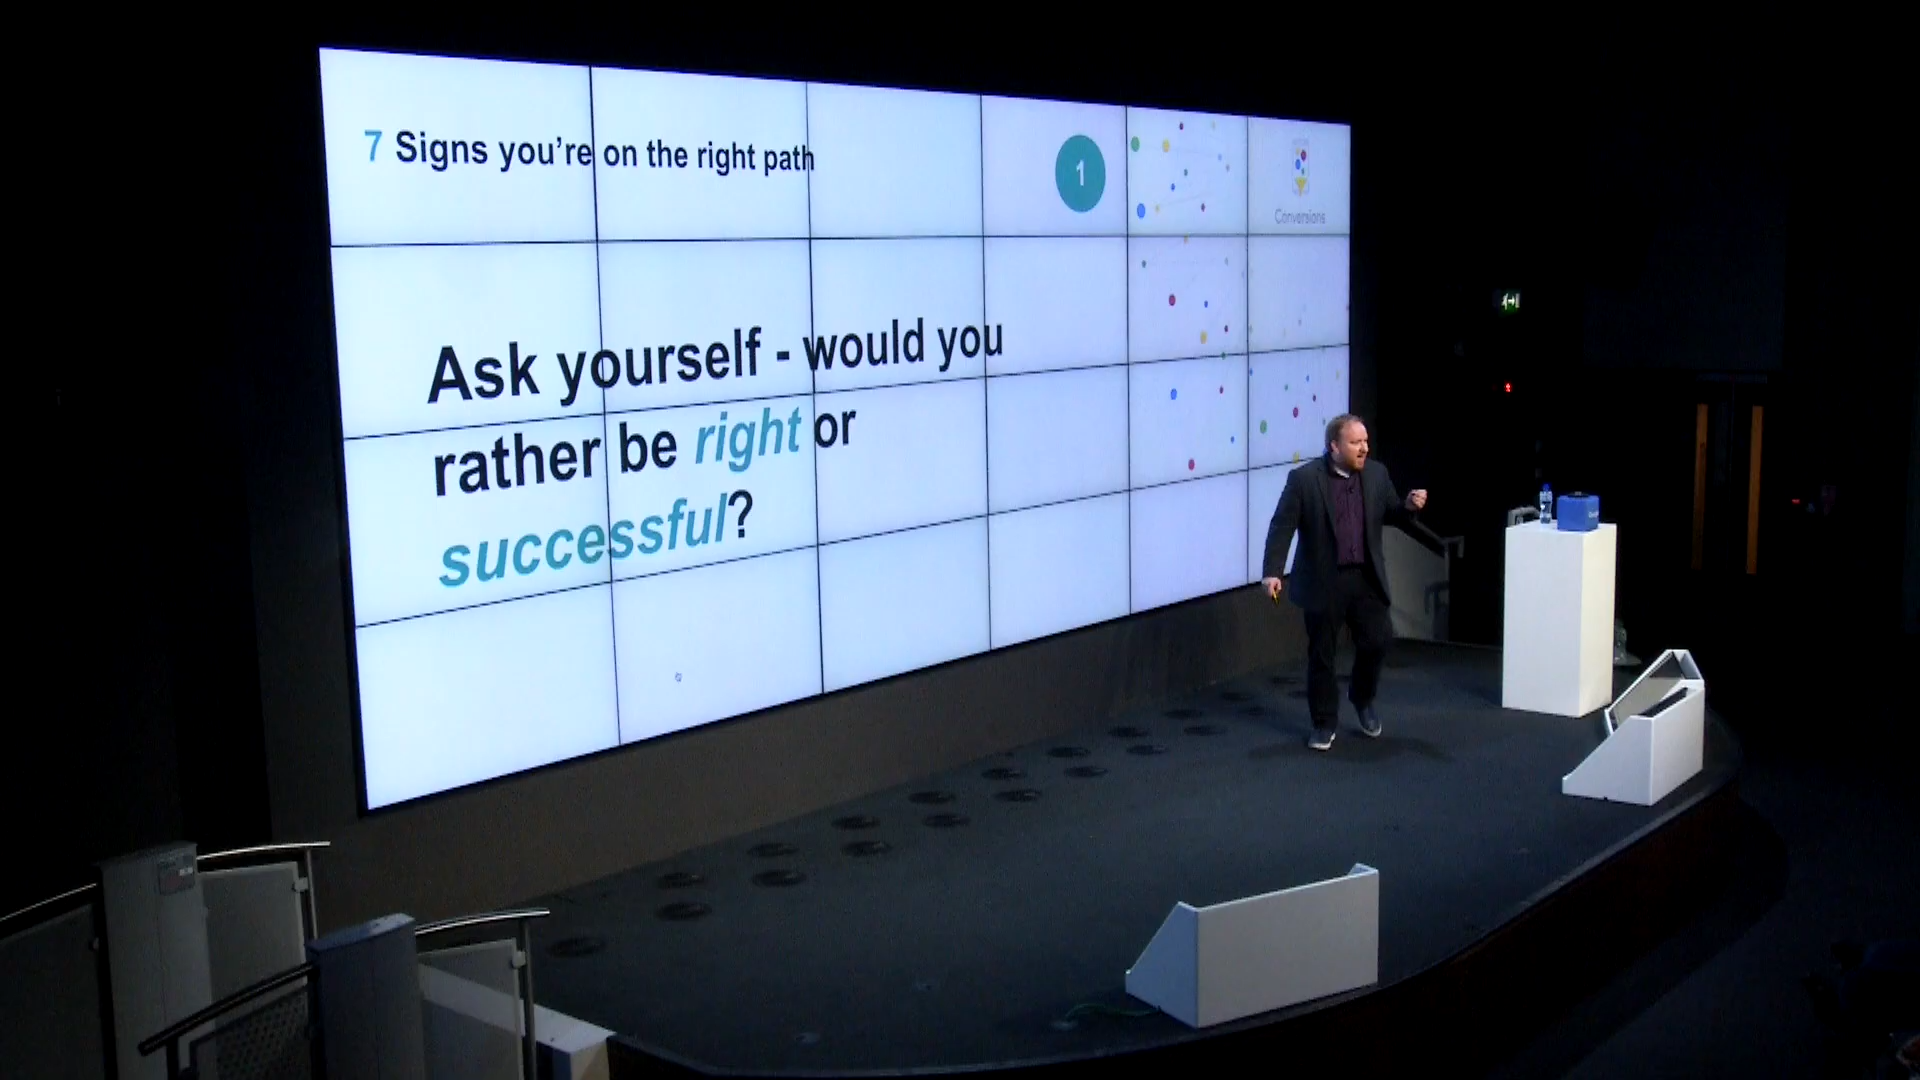 7 Signs you're on the right path
1
Conversions
Ask yourself - would you
rather be right or
successful?